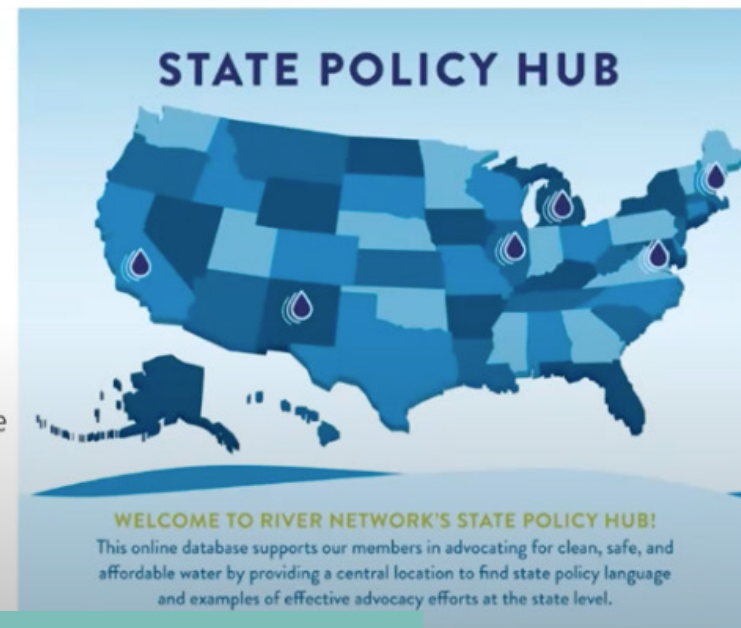 STATE POLICY HUB
e
WELCOME TO RIVER NETWORK'S STATE POLICY HUB!
This online database supports our members in advocating for clean, safe, and
affordable water by providing a central location to find state policy language
and examples of effective advocacy efforts at the state level.